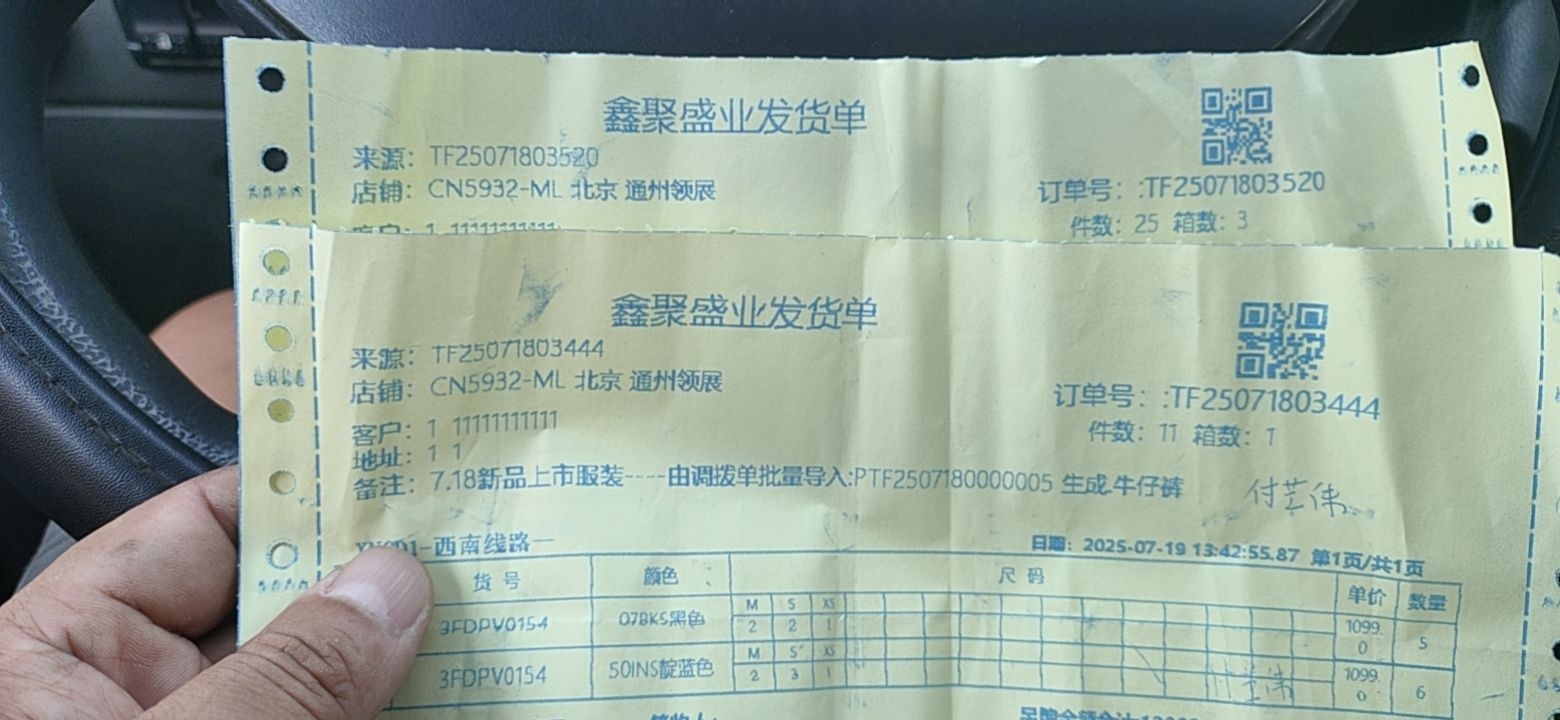 鑫聚盛业发货单
来源：TF25071803520
店铺：CN5932-ML 北京 通州领展
订单号：:TF25071803520
件数：25 箱数：3
客户：1 11111111111
鑫聚盛业发货单
来源：TF25071803444
店铺：CN5932-ML 北京 通州领展
订单号：:TF25071803444
件数：11 箱数：1
客户：1 11111111111
地址：1 1
备注：7.18新品上市服装----由调拨单批量导入:PTF2507180000005 生成.牛仔裤
-西南线路一
日期：2025-07-19 13:42:55.87 第1页/共1页
货号 颜色 尺码 单价 数量
M S XS
3FDPV0154 07BKS黑色 2 2 1 1099.0 5
M S XS
3FDPV0154 50INS靛蓝色 2 3 1 1099.0 6